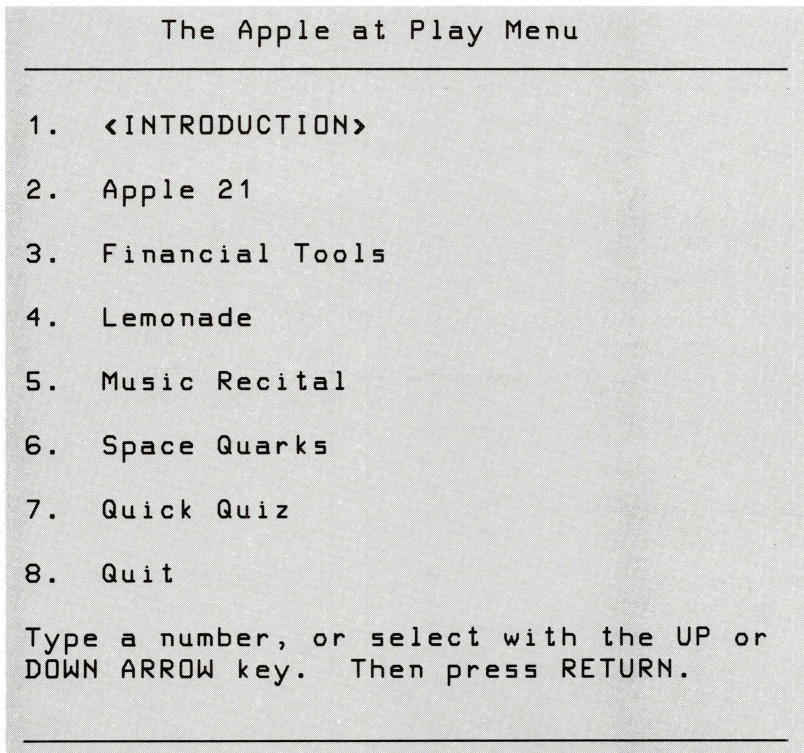 The Apple at Play Menu
1. <INTRODUCTION>
2. Apple 21
3. Financial Tools
4. Lemonade
5. Music Recital
6. Space Quarks
7. Quick Quiz
8. Quit
Type a number, or select with the UP or
DOWN ARROW key. Then press RETURN.